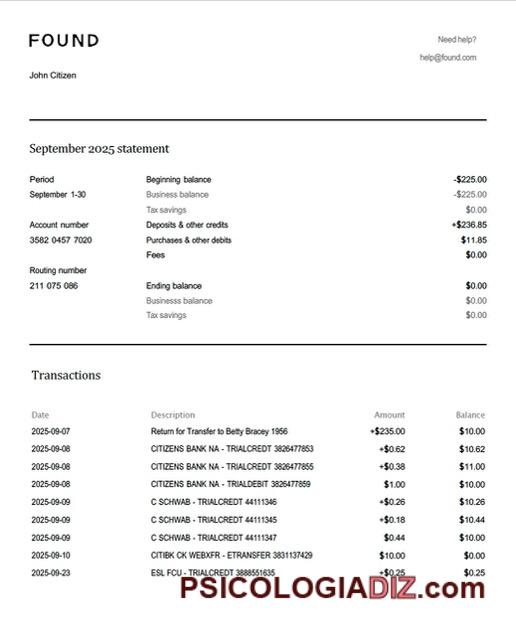 FOUND
Need help?
help@found.com
John Citizen
September 2025 statement
Period
September 1-30
Account number
3582 0457 7020
Routing number
211 075 086
Beginning balance -$225.00
Business balance -$225.00
Tax savings $0.00
Deposits & other credits +$236.85
Purchases & other debits $11.85
Fees $0.00
Ending balance $0.00
Businesss balance $0.00
Tax savings $0.00
Transactions
Date Description Amount Balance
2025-09-07 Return for Transfer to Betty Bracey 1956 +$235.00 $10.00
2025-09-08 CITIZENS BANK NA - TRIALCREDT 3826477853 +$0.62 $10.62
2025-09-08 CITIZENS BANK NA - TRIALCREDT 3826477855 +$0.38 $11.00
2025-09-08 CITIZENS BANK NA - TRIALDEBIT 3826477859 $1.00 $10.00
2025-09-09 C SCHWAB - TRIALCREDT 44111346 +$0.26 $10.26
2025-09-09 C SCHWAB - TRIALCREDT 44111345 +$0.18 $10.44
2025-09-09 C SCHWAB - TRIALCREDT 44111347 $0.44 $10.00
2025-09-10 CITIBK CK WEBXFR - ETRANSFER 3831137429 $10.00 $0.00
2025-09-23 ESL FCU - TRIALCREDT 3888551635 +$0.25 $0.25
PSICOLOGIADIZ.com